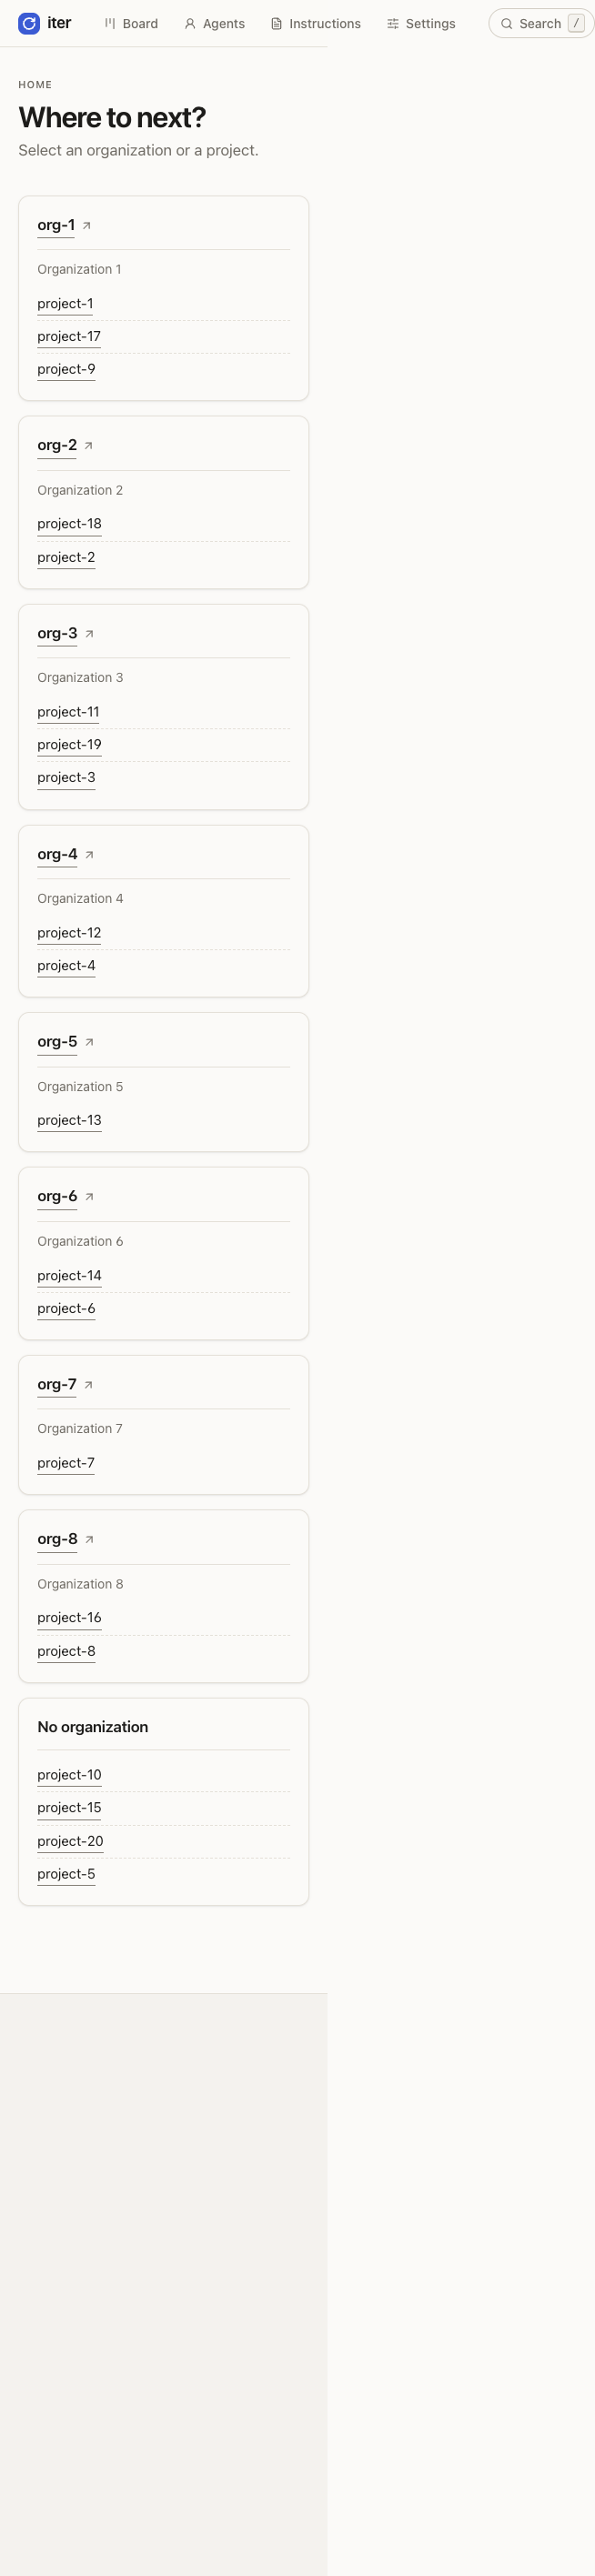 iter Board Agents Instructions Settings Search /
HOME
Where to next?
Select an organization or a project.
org-1
Organization 1
project-1
project-17
project-9
org-2
Organization 2
project-18
project-2
org-3
Organization 3
project-11
project-19
project-3
org-4
Organization 4
project-12
project-4
org-5
Organization 5
project-13
org-6
Organization 6
project-14
project-6
org-7
Organization 7
project-7
org-8
Organization 8
project-16
project-8
No organization
project-10
project-15
project-20
project-5